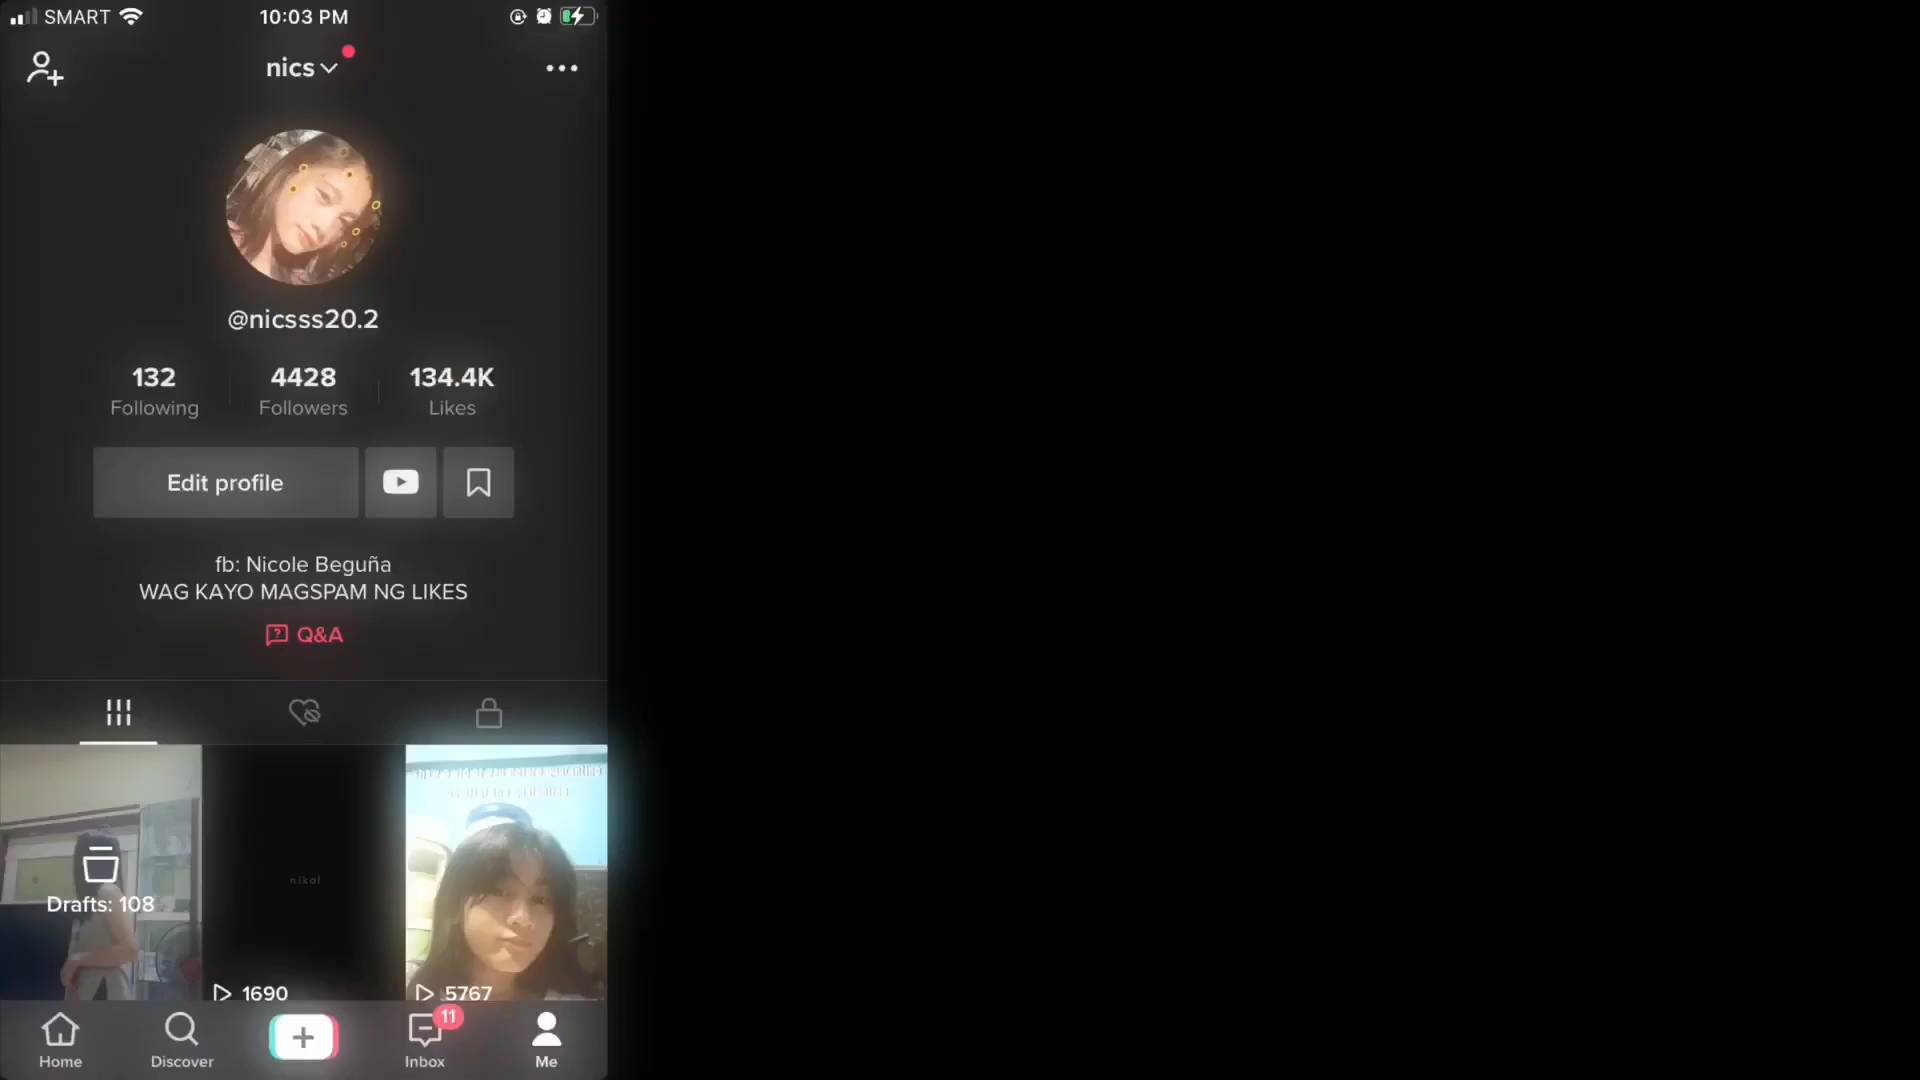 SMART
10:03 PM
nics
@nicsss20.2
132
Following
4428
Followers
134.4K
Likes
Edit profile
fb: Nicole Beguña
WAG KAYO MAGSPAM NG LIKES
Q&A
Drafts: 108
nikol
1690
5767
Home
Discover
11
Inbox
Me